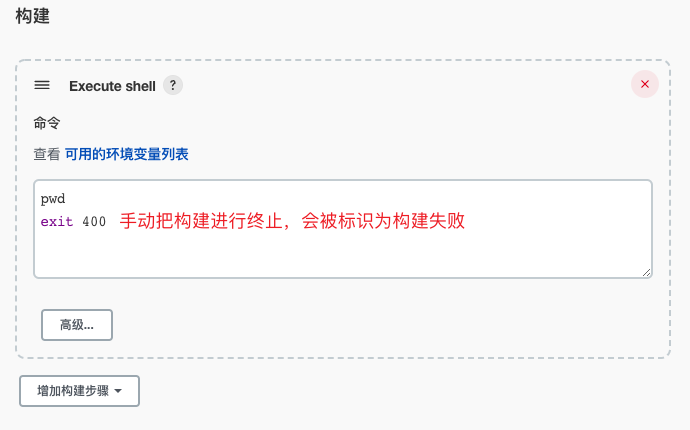 构建
Execute shell ?
命令
查看 可用的环境变量列表
pwd
exit 400 手动把构建进行终止，会被标识为构建失败
高级...
增加构建步骤